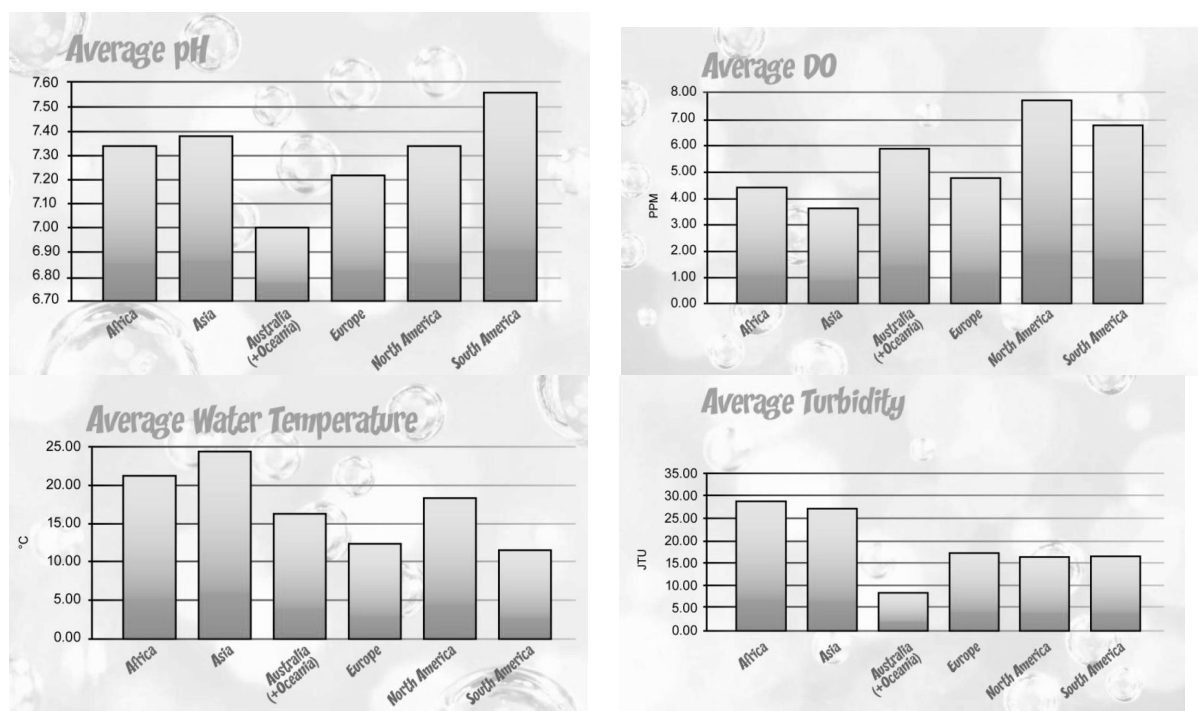 Average pH
7.60
7.50
7.40
7.30
7.20
7.10
7.00
6.90
6.80
6.70
Africa
Asia
Australia
(+Oceania)
Europe
North America
South America
Average DO
PPM
8.00
7.00
6.00
5.00
4.00
3.00
2.00
1.00
0.00
Africa
Asia
Australia
(+Oceania)
Europe
North America
South America
Average Water Temperature
°C
25.00
20.00
15.00
10.00
5.00
0.00
Africa
Asia
Australia
(+Oceania)
Europe
North America
South America
Average Turbidity
JTU
35.00
30.00
25.00
20.00
15.00
10.00
5.00
0.00
Africa
Asia
Australia
(+Oceania)
Europe
North America
South America